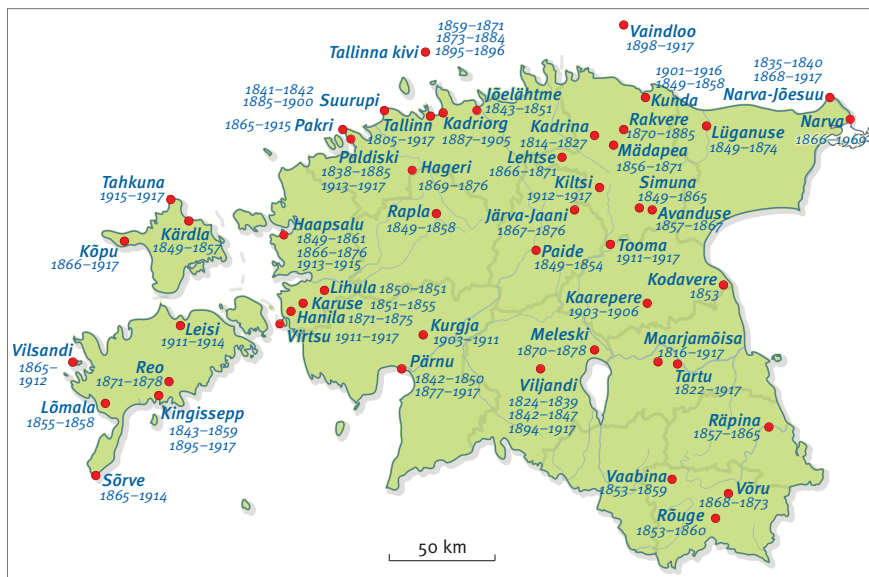 Vaindloo
1898–1917
Tallinna kivi
1859–1871
1873–1884
1895–1896
1835–1840
1868–1917
Narva-Jõesuu
1901–1916
1849–1858
Kunda
1841–1842
1885–1900
Suurupi
Jõelähtme
1843–1851
1865–1915 Pakri
Tallinn
1805–1917
Kadriorg
1887–1905
Kadrina
1814–1827
Rakvere
1870–1885
Lüganuse
1849–1874
Narva
1866–1969
Paldiski
1838–1885
1913–1917
Hageri
1869–1876
Lehtse
1866–1871
Mädapea
1856–1871
Kiltsi
1912–1917
Simuna
1849–1865
Tahkuna
1915–1917
Kärdla
1849–1857
Kõpu
1866–1917
Haapsalu
1849–1861
1866–1876
1913–1915
Rapla
1849–1858
Järva-Jaani
1867–1876
Avanduse
1857–1867
Paide
1849–1854
Tooma
1911–1917
Kodavere
1853
Lihula 1850–1851
Karuse 1851–1855
Hanila 1871–1875
Virtsu 1911–1917
Kaarepere
1903–1906
Leisi
1911–1914
Kurgja
1903–1911
Meleski
1870–1878
Maarjamõisa
1816–1917
Vilsandi
1865–
1912
Reo
1871–1878
Pärnu
1842–1850
1877–1917
Viljandi
1824–1839
1842–1847
1894–1917
Tartu
1822–1917
Lõmala
1855–1858
Kingissepp
1843–1859
1895–1917
Räpina
1857–1865
Sõrve
1865–1914
Vaabina
1853–1859
Võru
1868–1873
Rõuge
1853–1860
50 km